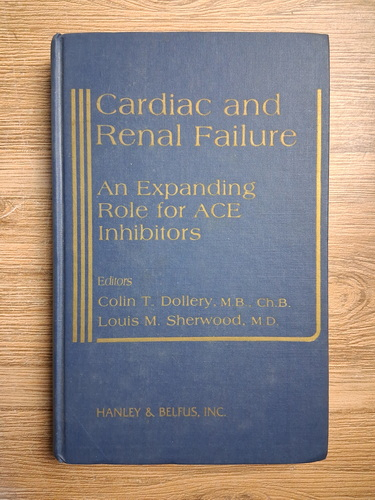 Cardiac and
Renal Failure
An Expanding
Role for ACE
Inhibitors
Editors
Colin T. Dollery, M.B., Ch.B.
Louis M. Sherwood, M.D.
HANLEY & BELFUS, INC.